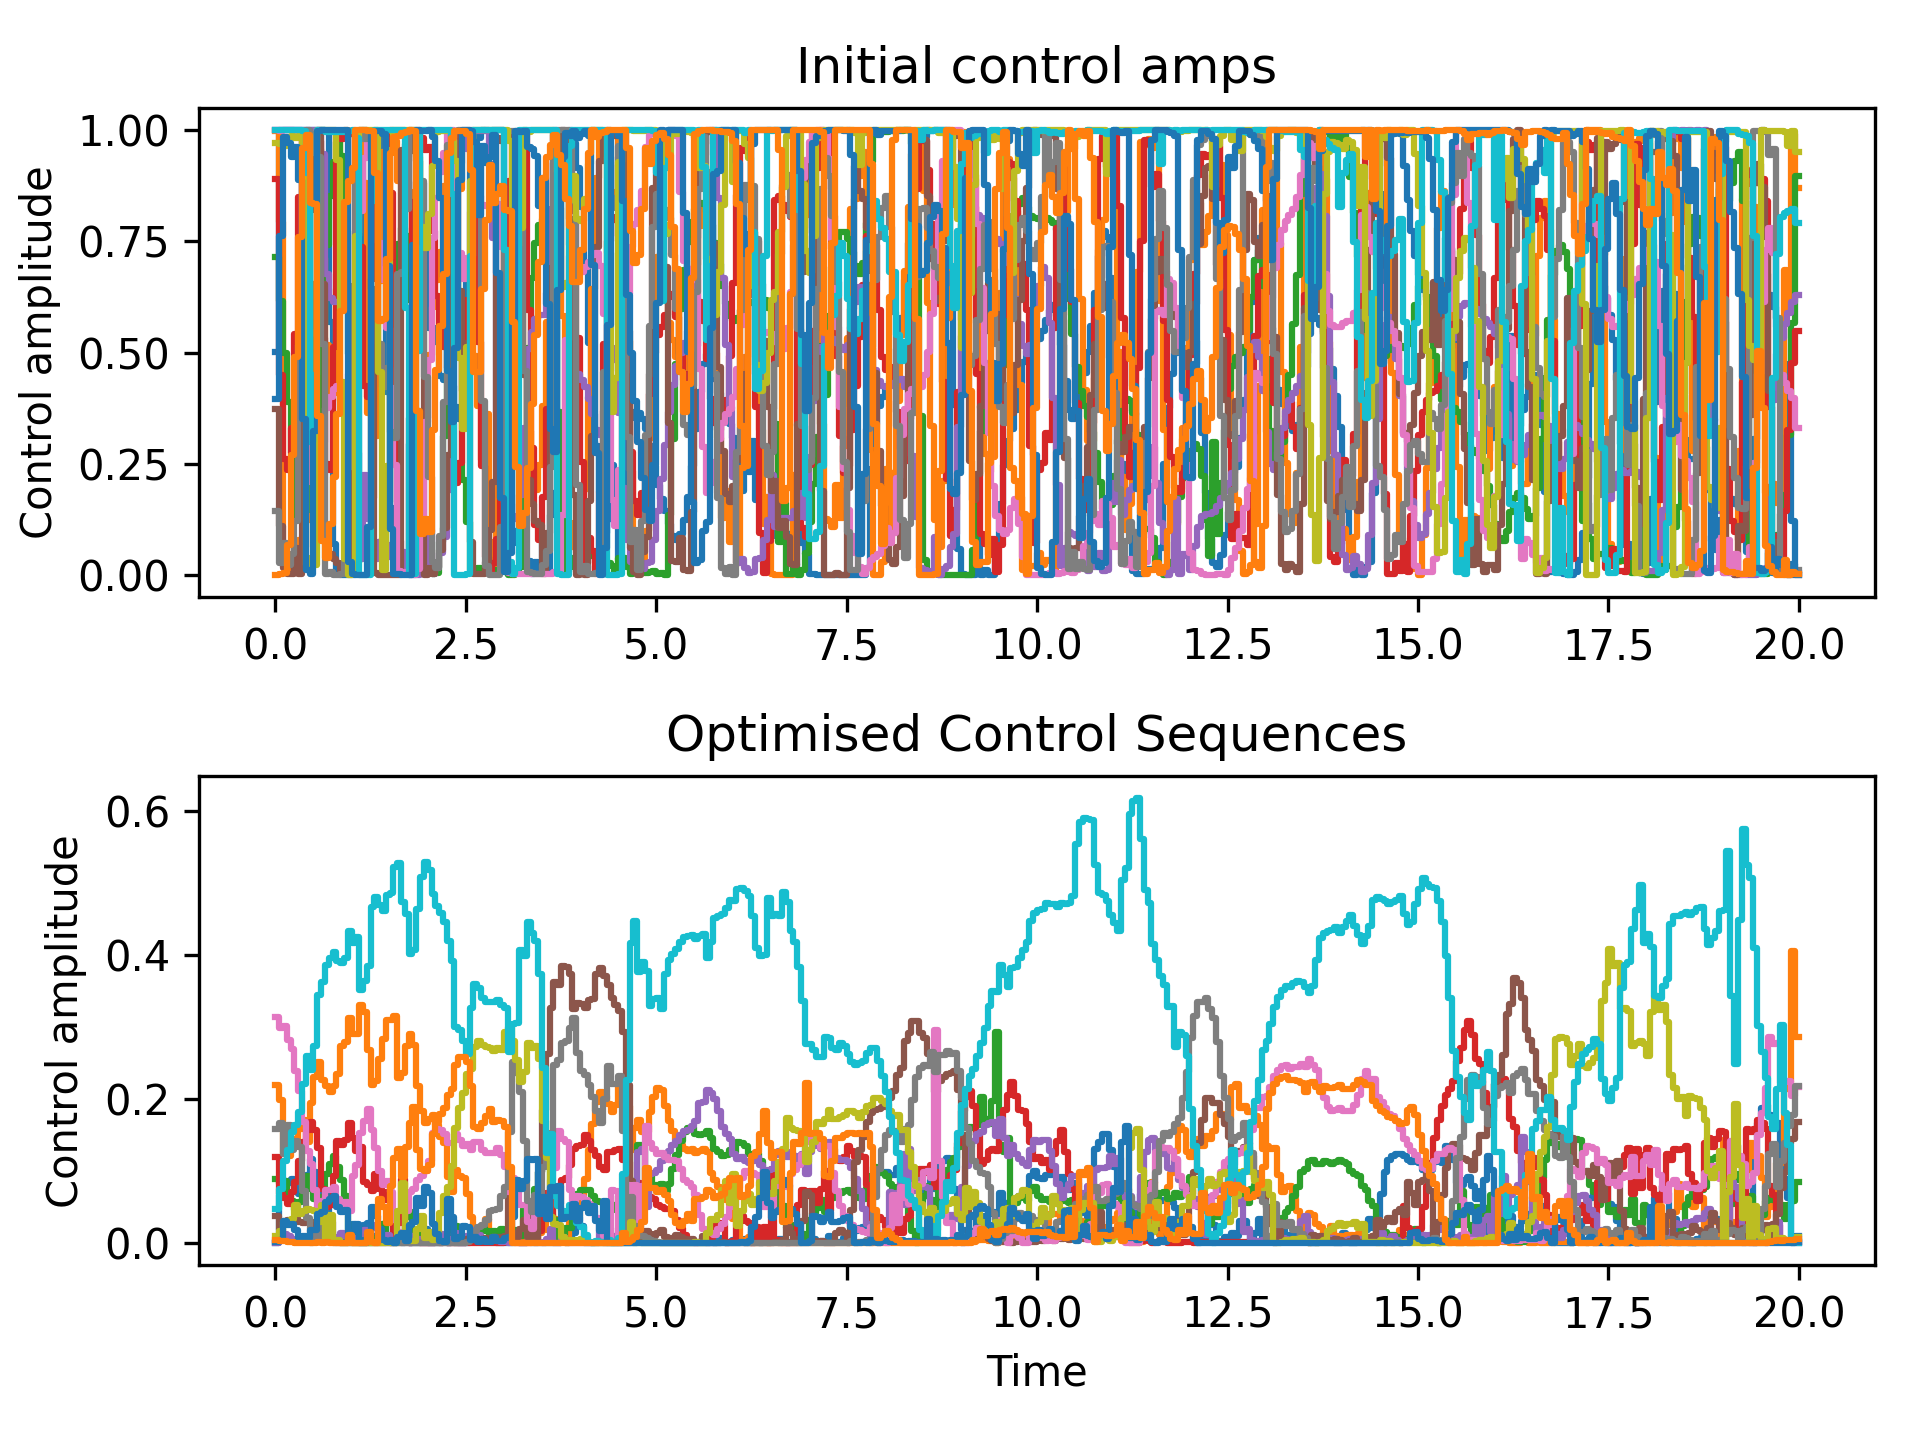 Initial control amps
Control amplitude
1.00
0.75
0.50
0.25
0.00
0.0 2.5 5.0 7.5 10.0 12.5 15.0 17.5 20.0
Optimised Control Sequences
Control amplitude
0.6
0.4
0.2
0.0
0.0 2.5 5.0 7.5 10.0 12.5 15.0 17.5 20.0
Time